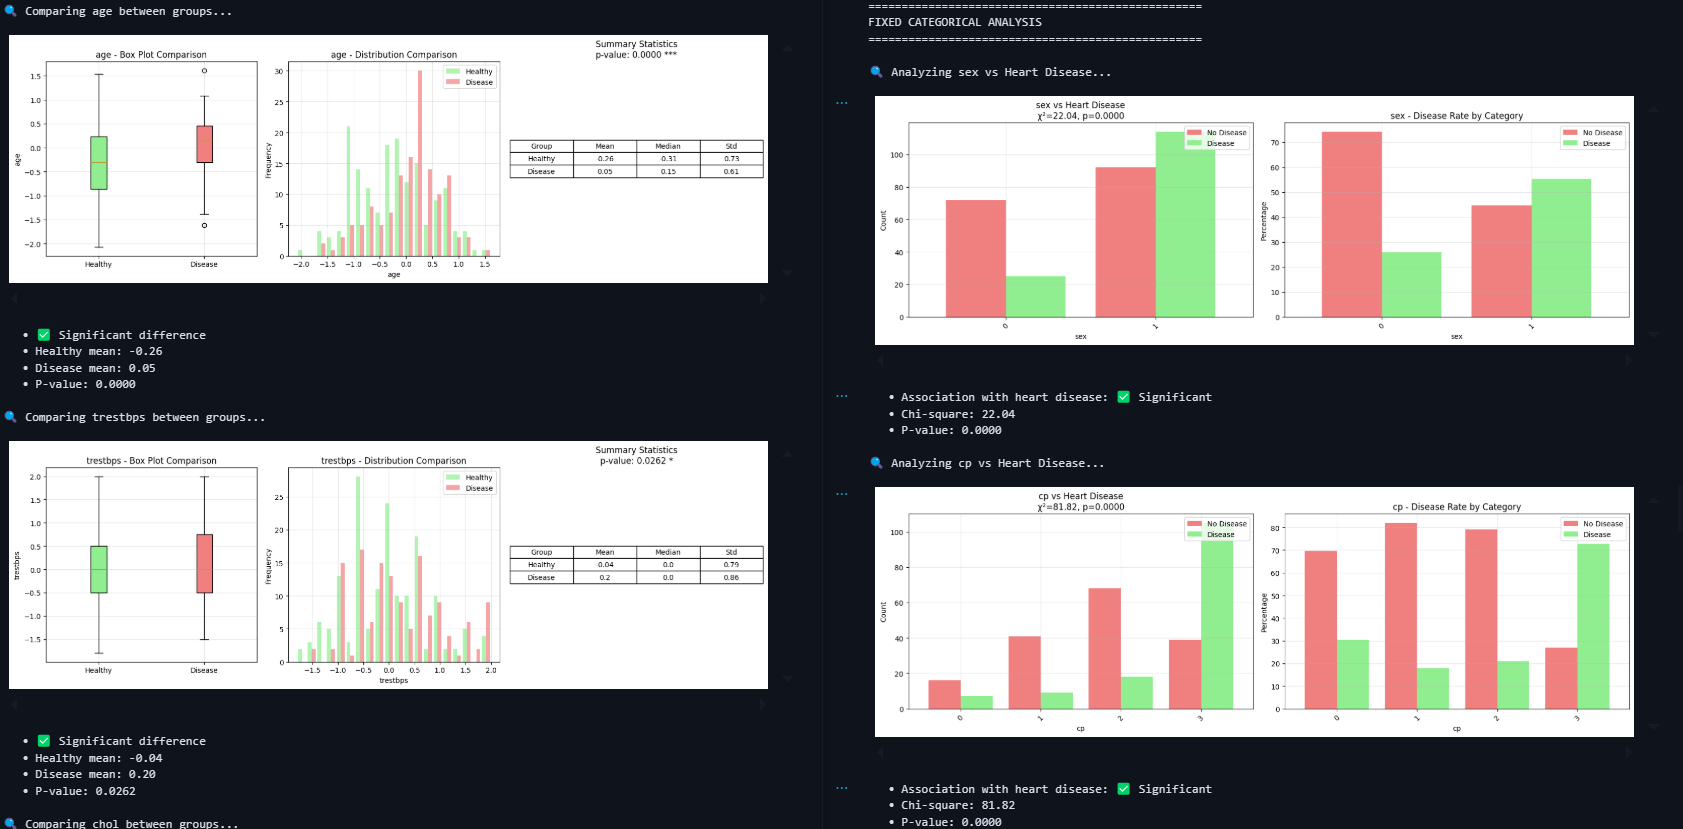 Comparing age between groups...
age - Box Plot Comparison
1.5
1.0
0.5
0.0
−0.5
−1.0
−1.5
−2.0
age
Healthy
Disease
age - Distribution Comparison
Healthy
Disease
30
25
20
15
10
5
0
Frequency
−2.0 −1.5 −1.0 −0.5 0.0 0.5 1.0 1.5
age
Summary Statistics
p-value: 0.0000 ***
Group Mean Median Std
Healthy -0.26 -0.31 0.73
Disease 0.05 0.15 0.61
• ✅ Significant difference
• Healthy mean: -0.26
• Disease mean: 0.05
• P-value: 0.0000
Comparing trestbps between groups...
trestbps - Box Plot Comparison
2.0
1.5
1.0
0.5
0.0
−0.5
−1.0
−1.5
trestbps
Healthy
Disease
trestbps - Distribution Comparison
Healthy
Disease
25
20
15
10
5
0
Frequency
−1.5 −1.0 −0.5 0.0 0.5 1.0 1.5 2.0
trestbps
Summary Statistics
p-value: 0.0262 *
Group Mean Median Std
Healthy -0.04 0.0 0.79
Disease 0.2 0.0 0.86
• ✅ Significant difference
• Healthy mean: -0.04
• Disease mean: 0.20
• P-value: 0.0262
Comparing chol between groups...
==================================================
FIXED CATEGORICAL ANALYSIS
==================================================
Analyzing sex vs Heart Disease...
...
sex vs Heart Disease
χ²=22.04, p=0.0000
No Disease
Disease
100
80
60
40
20
0
Count
0 1
sex
sex - Disease Rate by Category
No Disease
Disease
70
60
50
40
30
20
10
0
Percentage
0 1
sex
...
• Association with heart disease: ✅ Significant
• Chi-square: 22.04
• P-value: 0.0000
Analyzing cp vs Heart Disease...
...
cp vs Heart Disease
χ²=81.82, p=0.0000
No Disease
Disease
100
80
60
40
20
0
Count
0 1 2 3
cp
cp - Disease Rate by Category
No Disease
Disease
80
70
60
50
40
30
20
10
0
Percentage
0 1 2 3
cp
...
• Association with heart disease: ✅ Significant
• Chi-square: 81.82
• P-value: 0.0000